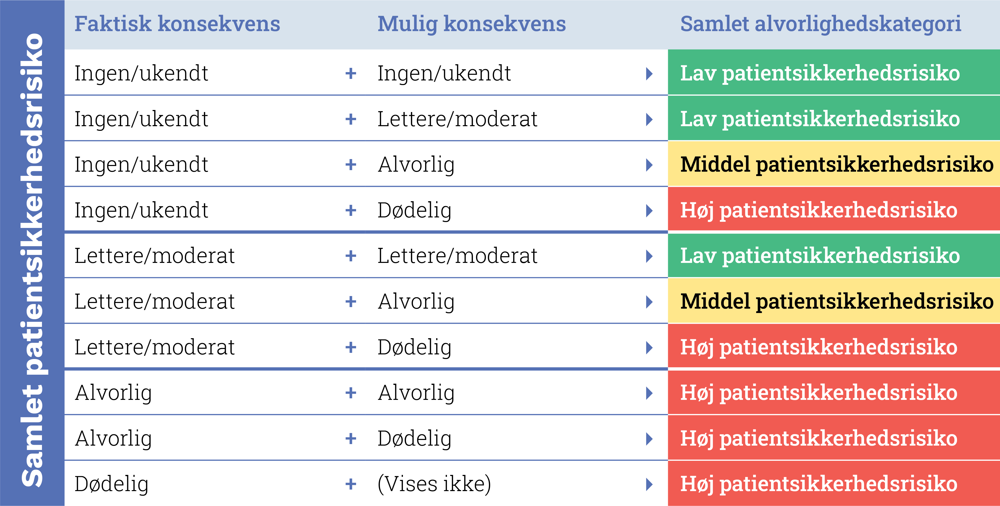 Samlet patientsikkerhedsrisiko
Faktisk konsekvens Mulig konsekvens Samlet alvorlighedskategori
Ingen/ukendt + Ingen/ukendt Lav patientsikkerhedsrisiko
Ingen/ukendt + Lettere/moderat Lav patientsikkerhedsrisiko
Ingen/ukendt + Alvorlig Middel patientsikkerhedsrisiko
Ingen/ukendt + Dødelig Høj patientsikkerhedsrisiko
Lettere/moderat + Lettere/moderat Lav patientsikkerhedsrisiko
Lettere/moderat + Alvorlig Middel patientsikkerhedsrisiko
Lettere/moderat + Dødelig Høj patientsikkerhedsrisiko
Alvorlig + Alvorlig Høj patientsikkerhedsrisiko
Alvorlig + Dødelig Høj patientsikkerhedsrisiko
Dødelig + (Vises ikke) Høj patientsikkerhedsrisiko